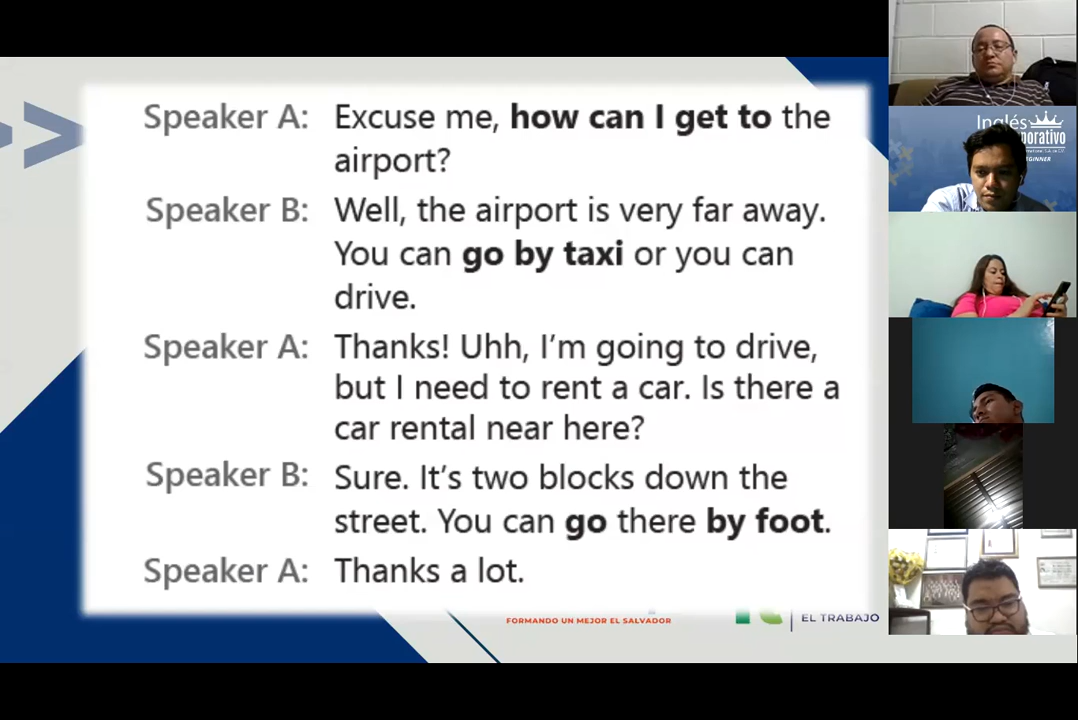 Speaker A: Excuse me, how can I get to the
airport?
Speaker B: Well, the airport is very far away.
You can go by taxi or you can
drive.
Speaker A: Thanks! Uhh, I'm going to drive,
but I need to rent a car. Is there a
car rental near here?
Speaker B: Sure. It's two blocks down the
street. You can go there by foot.
Speaker A: Thanks a lot.
FORMANDO UN MEJOR EL SALVADOR
EL TRABAJO
Inglés